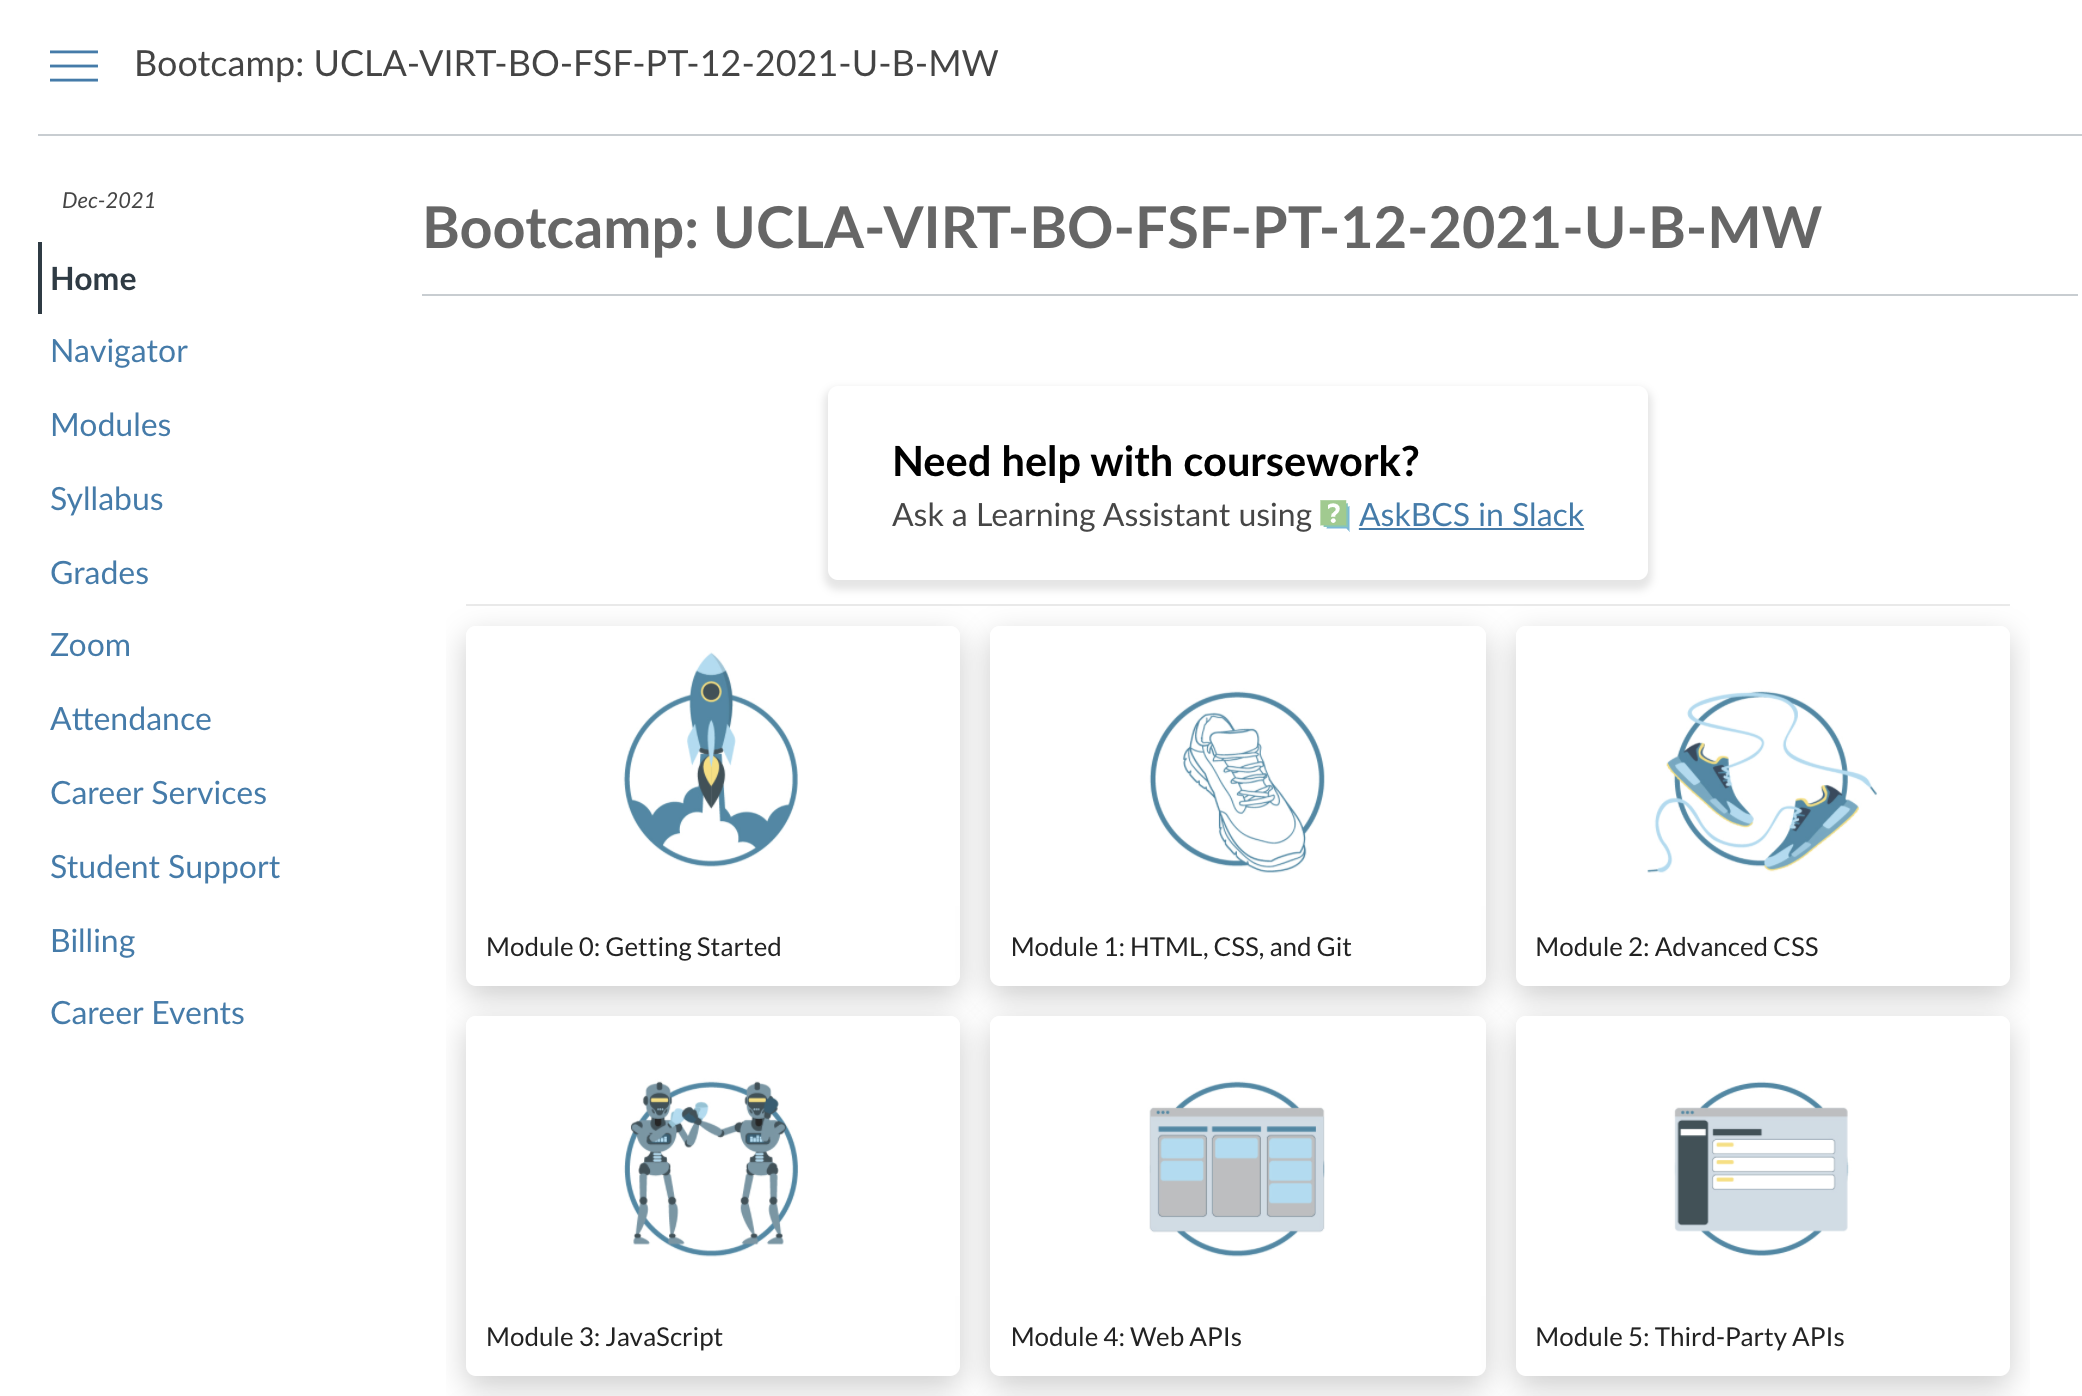 Bootcamp: UCLA-VIRT-BO-FSF-PT-12-2021-U-B-MW
Dec-2021
Home
Navigator
Modules
Syllabus
Grades
Zoom
Attendance
Career Services
Student Support
Billing
Career Events
Bootcamp: UCLA-VIRT-BO-FSF-PT-12-2021-U-B-MW
Need help with coursework?
Ask a Learning Assistant using ? AskBCS in Slack
Module 0: Getting Started
Module 1: HTML, CSS, and Git
Module 2: Advanced CSS
Module 3: JavaScript
Module 4: Web APIs
Module 5: Third-Party APIs